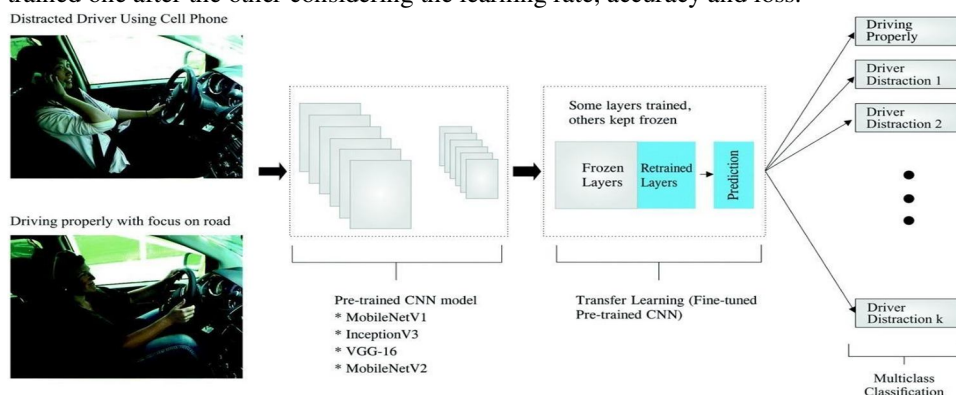 trained one after the other considering the learning rate, accuracy and loss.
Distracted Driver Using Cell Phone
Driving properly with focus on road
Pre-trained CNN model
* MobileNetV1
* InceptionV3
* VGG-16
* MobileNetV2
Some layers trained,
others kept frozen
Frozen
Layers
Retrained
Layers
Prediction
Transfer Learning (Fine-tuned
Pre-trained CNN)
Driving
Properly
Driver
Distraction 1
Driver
Distraction 2
Driver
Distraction k
Multiclass
Classification